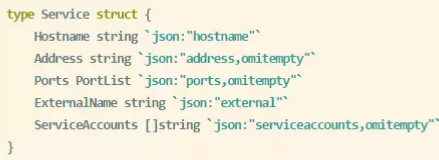 type Service struct {
    Hostname string `json:"hostname"`
    Address string `json:"address,omitempty"`
    Ports PortList `json:"ports,omitempty"`
    ExternalName string `json:"external"`
    ServiceAccounts []string `json:"serviceaccounts,omitempty"`
}